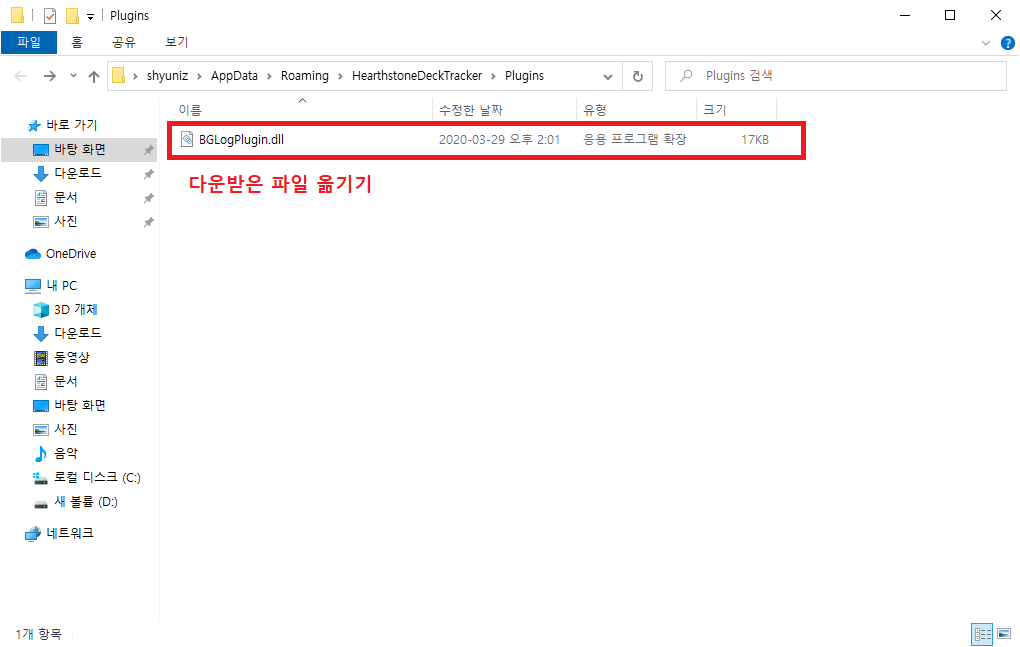 Plugins
파일 홈 공유 보기
shyuniz > AppData > Roaming > HearthstoneDeckTracker > Plugins
Plugins 검색
이름 수정한 날짜 유형 크기
BGLogPlugin.dll 2020-03-29 오후 2:01 응용 프로그램 확장 17KB
다운받은 파일 옮기기
바로 가기
바탕 화면
다운로드
문서
사진
OneDrive
내 PC
3D 개체
다운로드
동영상
문서
바탕 화면
사진
음악
로컬 디스크 (C:)
새 볼륨 (D:)
네트워크
1개 항목